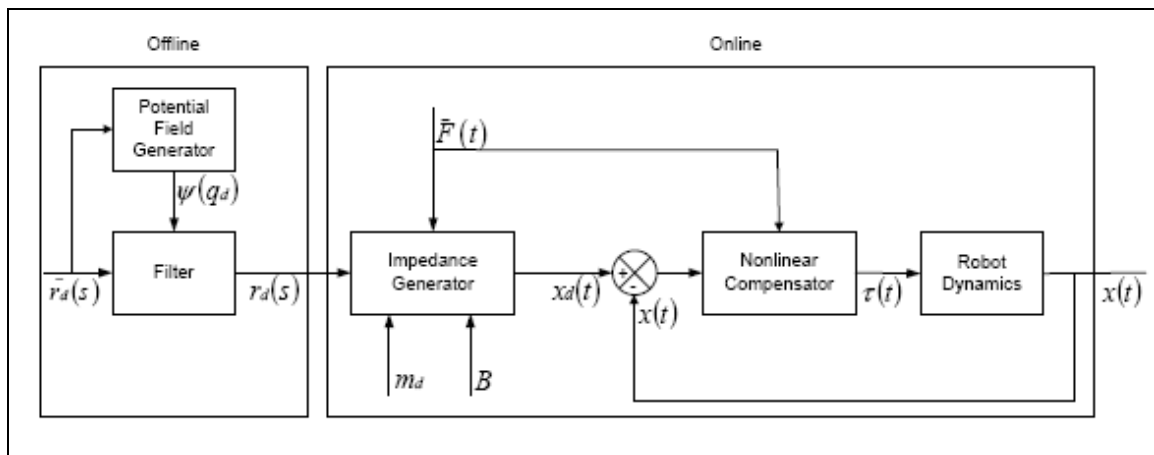 Offline
Online
Potential
Field
Generator
F̄(t)
ψ(q_d)
Filter
Impedance
Generator
+
-
Nonlinear
Compensator
Robot
Dynamics
r̄_d(s)
r_d(s)
x_d(t)
x(t)
τ(t)
x(t)
m_d
B